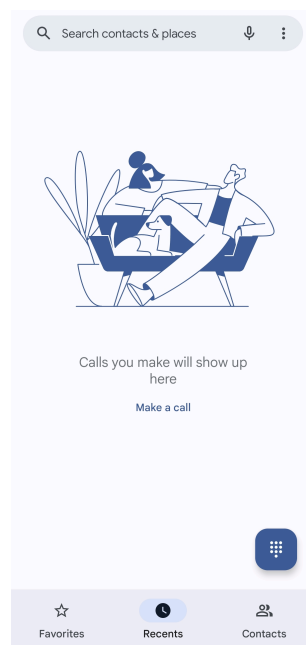 Search contacts & places
Calls you make will show up
here
Make a call
Favorites
Recents
Contacts